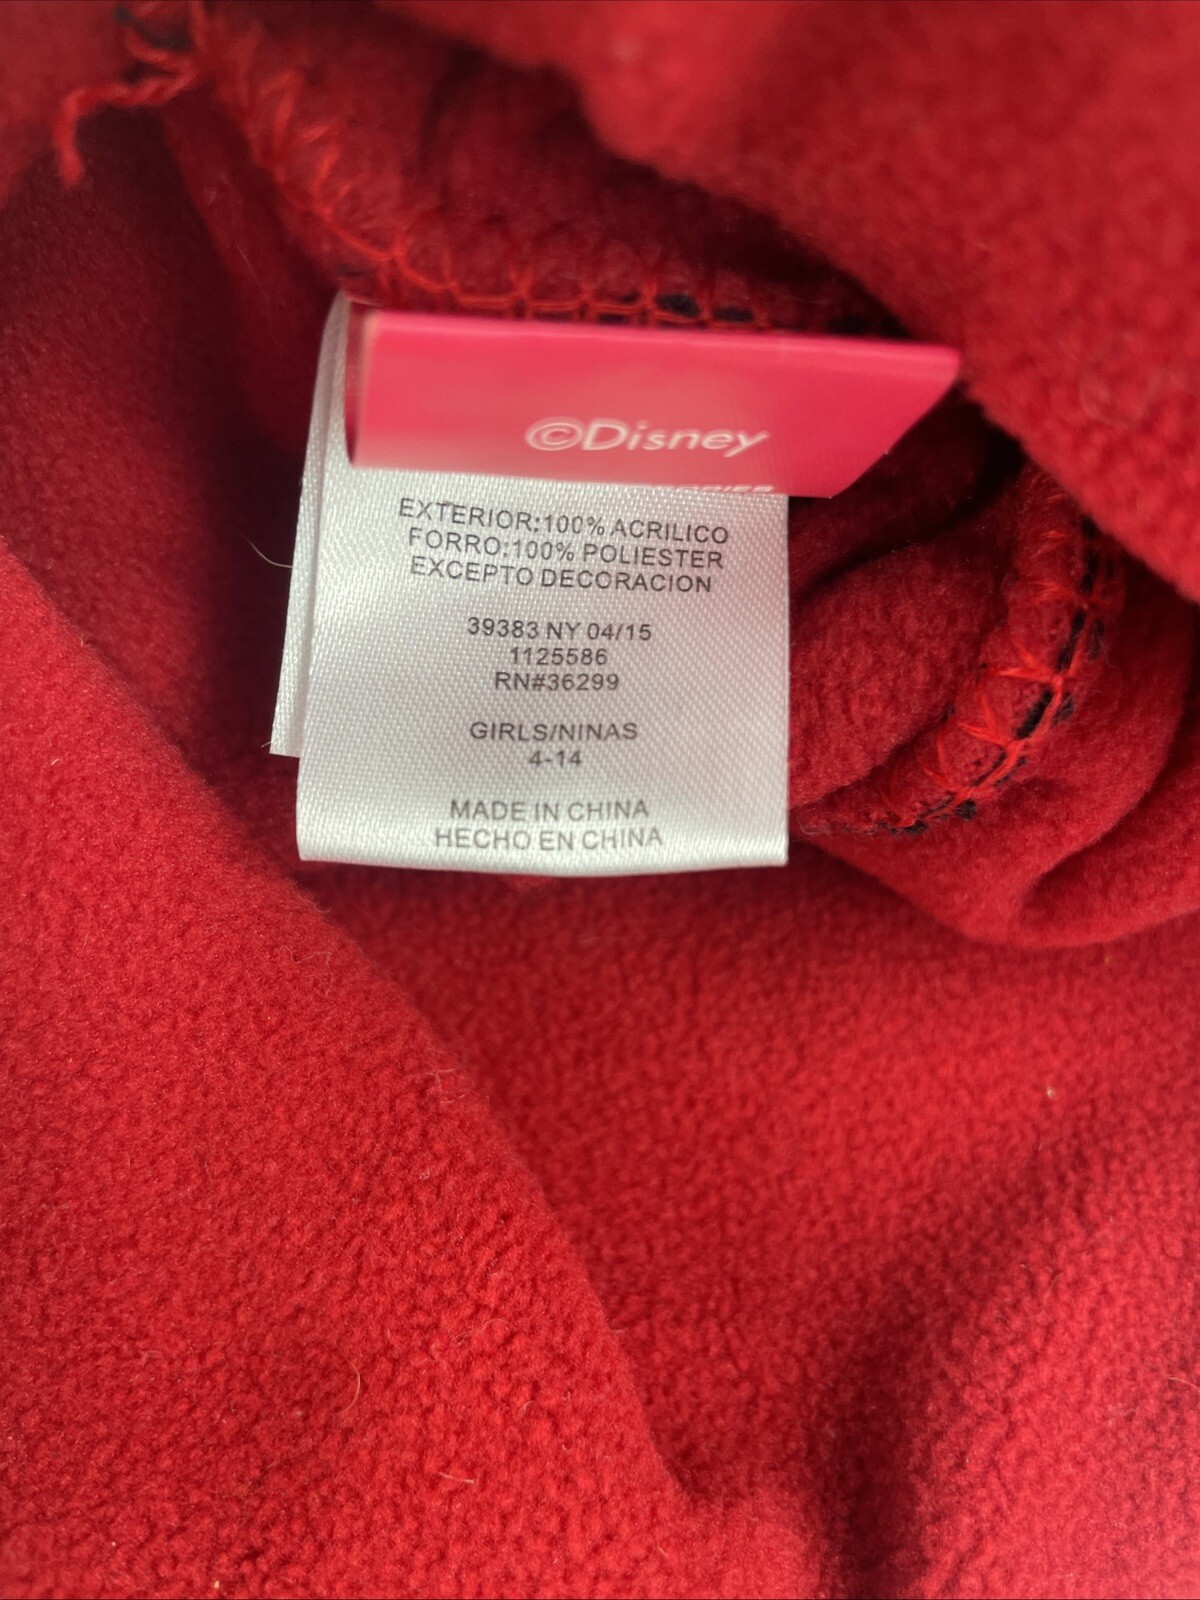 ©Disney
EXTERIOR:100% ACRILICO
FORRO:100% POLIESTER
EXCEPTO DECORACION
39383 NY 04/15
1125586
RN#36299
GIRLS/NINAS
4-14
MADE IN CHINA
HECHO EN CHINA